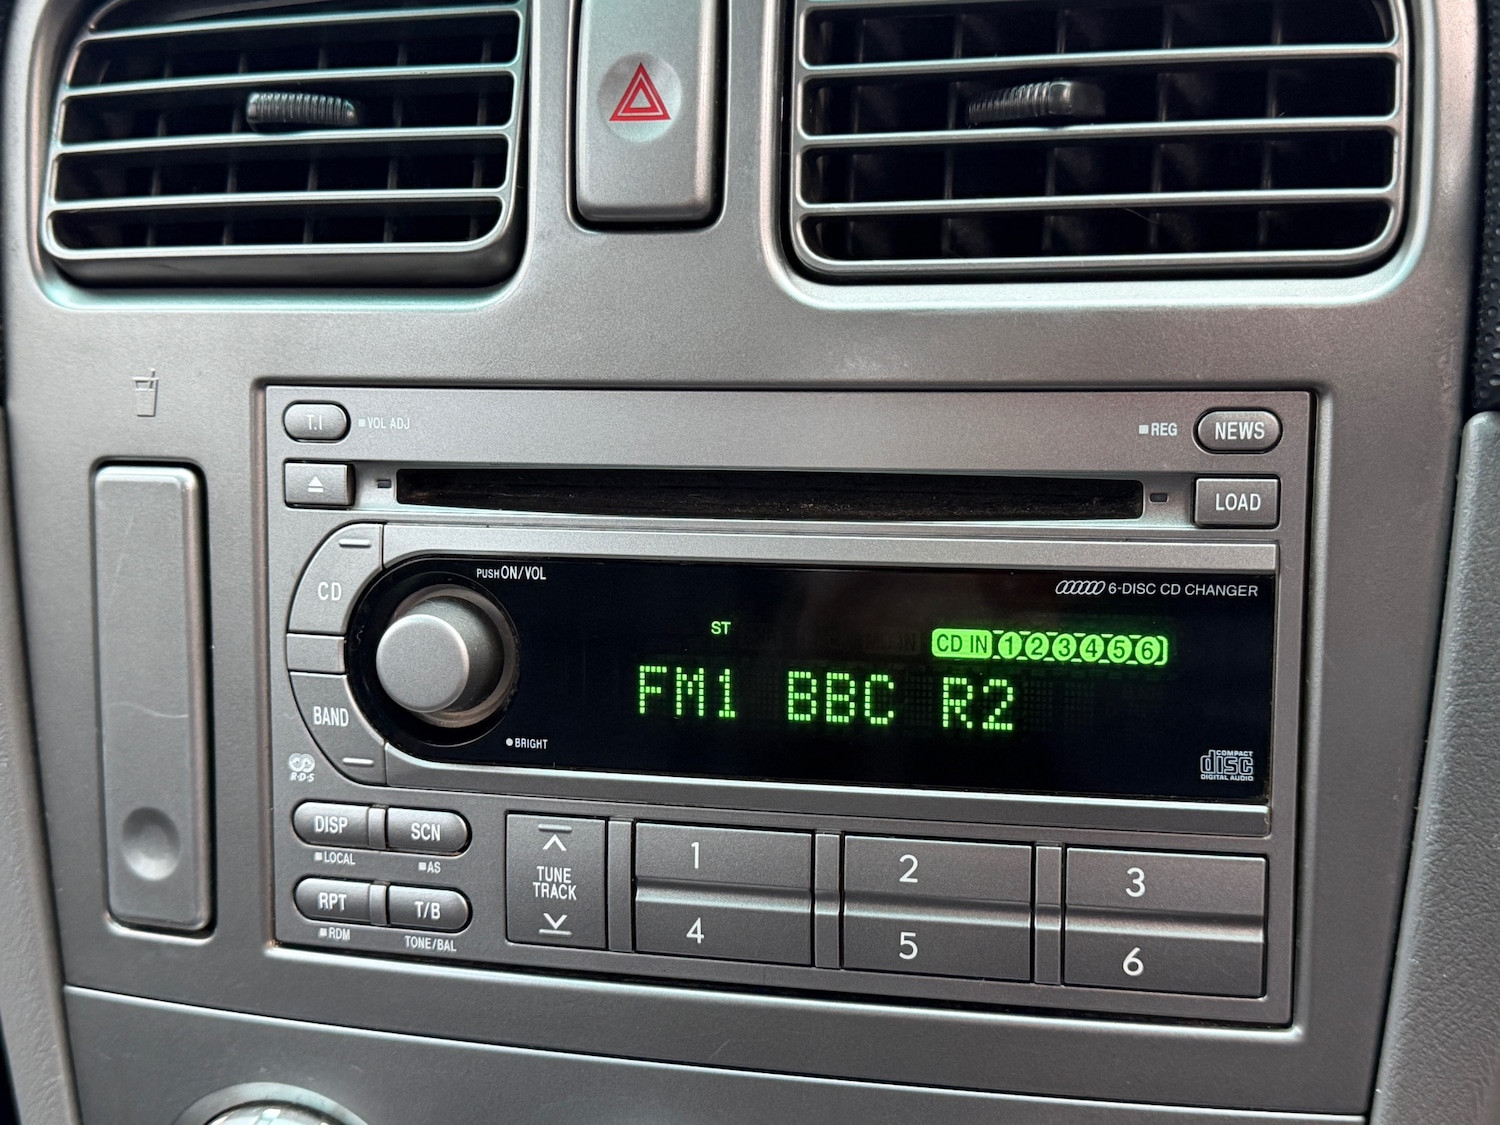 T.I VOL ADJ
REG NEWS
LOAD
CD
PUSH ON/VOL
6-DISC CD CHANGER
ST
CD IN 1 2 3 4 5 6
FM1 BBC R2
BAND
BRIGHT
R·D·S
COMPACT
disc
DIGITAL AUDIO
DISP SCN
LOCAL AS
RPT T/B
RDM TONE/BAL
TUNE
TRACK
1 2 3
4 5 6